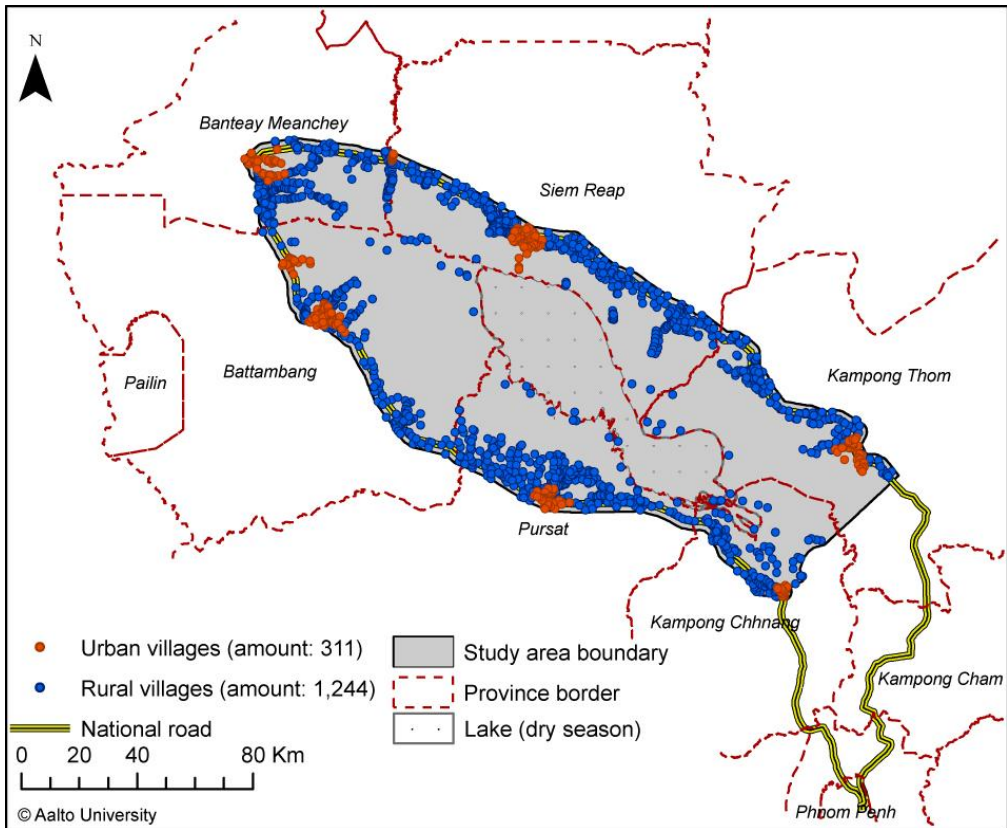 N
Banteay Meanchey
Siem Reap
Pailin
Battambang
Kampong Thom
Pursat
Kampong Chhnang
Kampong Cham
Phnom Penh
Urban villages (amount: 311)
Rural villages (amount: 1,244)
National road
0 20 40 80 Km
Study area boundary
Province border
Lake (dry season)
© Aalto University